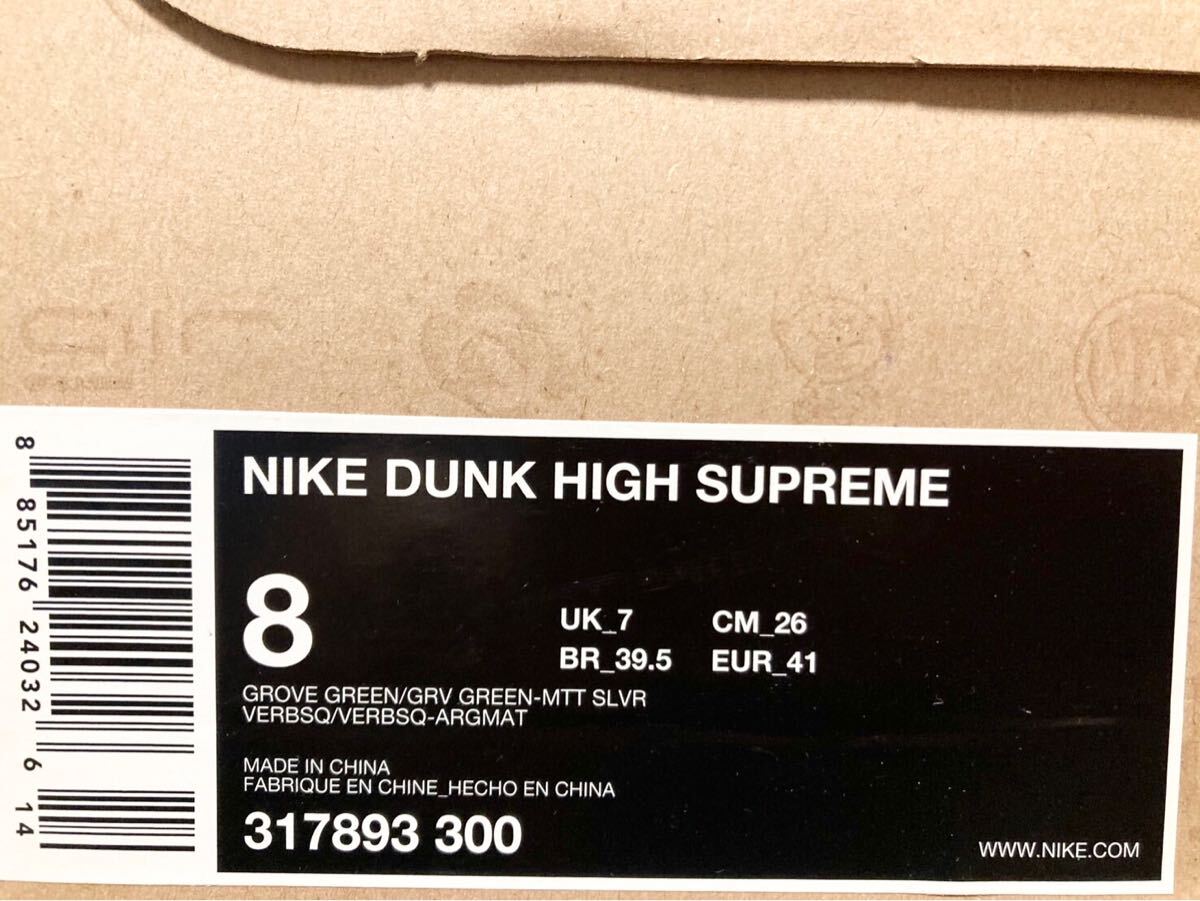 NIKE DUNK HIGH SUPREME
8
UK_7 CM_26
BR_39.5 EUR_41
GROVE GREEN/GRV GREEN-MTT SLVR
VERBSQ/VERBSQ-ARGMAT
MADE IN CHINA
FABRIQUE EN CHINE_HECHO EN CHINA
317893 300
WWW.NIKE.COM
8 85176 24032 6 14